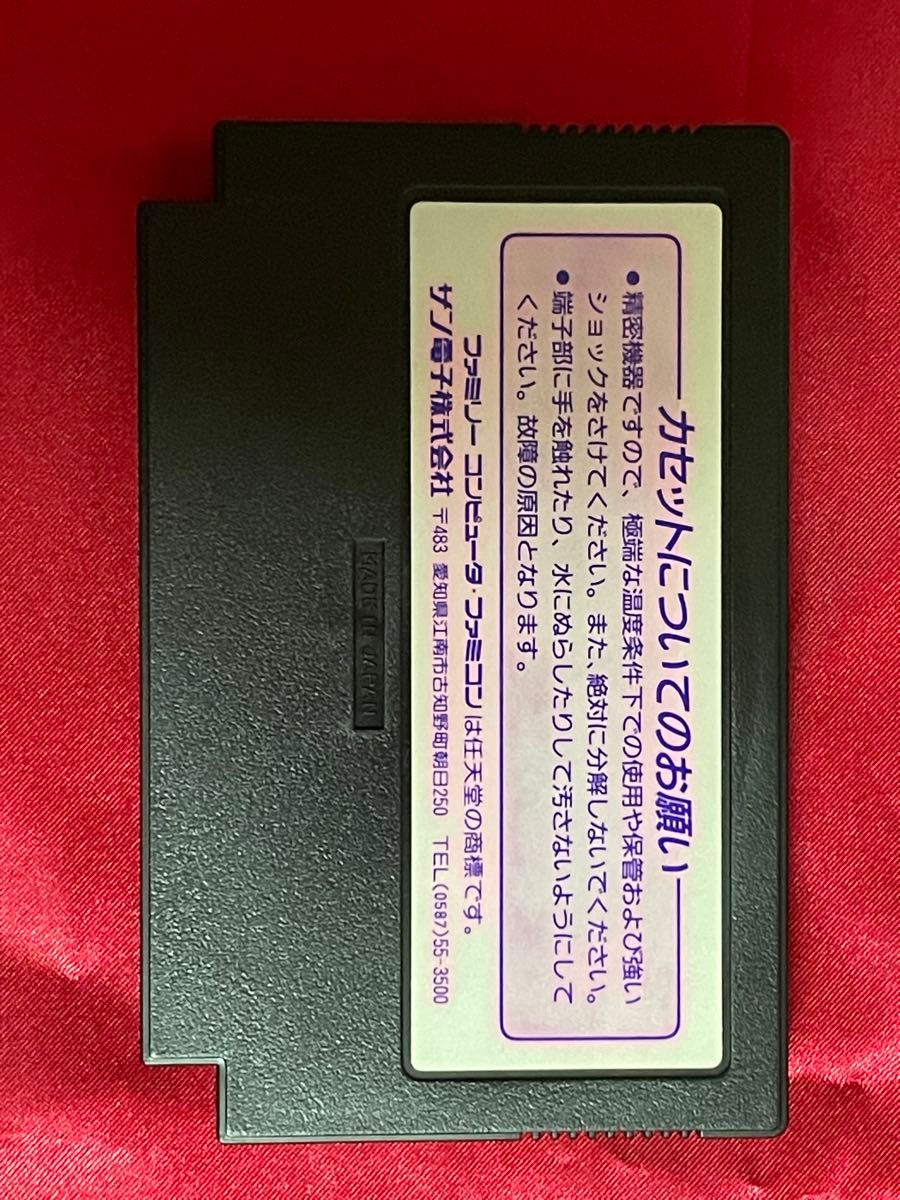 カセットについてのお願い
●精密機器ですので、極端な温度条件下での使用や保管および強い
ショックをさけてください。また、絶対に分解しないでください。
●端子部に手を触れたり、水にぬらしたりして汚さないようにして
ください。故障の原因となります。
ファミリーコンピュータ・ファミコンは任天堂の商標です。
サン電子株式会社 〒483 愛知県江南市古知野町朝日250 TEL(0587)55-3500
MADE IN JAPAN